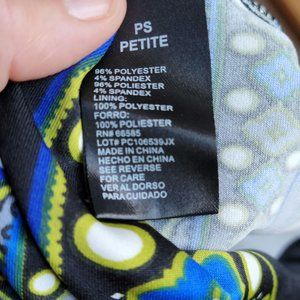 PS
PETITE
96% POLYESTER
4% SPANDEX
96% POLIESTER
4% SPANDEX
LINING:
100% POLYESTER
FORRO:
100% POLIESTER
RN# 66585
LOT# PC106539JX
MADE IN CHINA
HECHO EN CHINA
SEE REVERSE
FOR CARE
VER AL DORSO
PARA CUIDADO